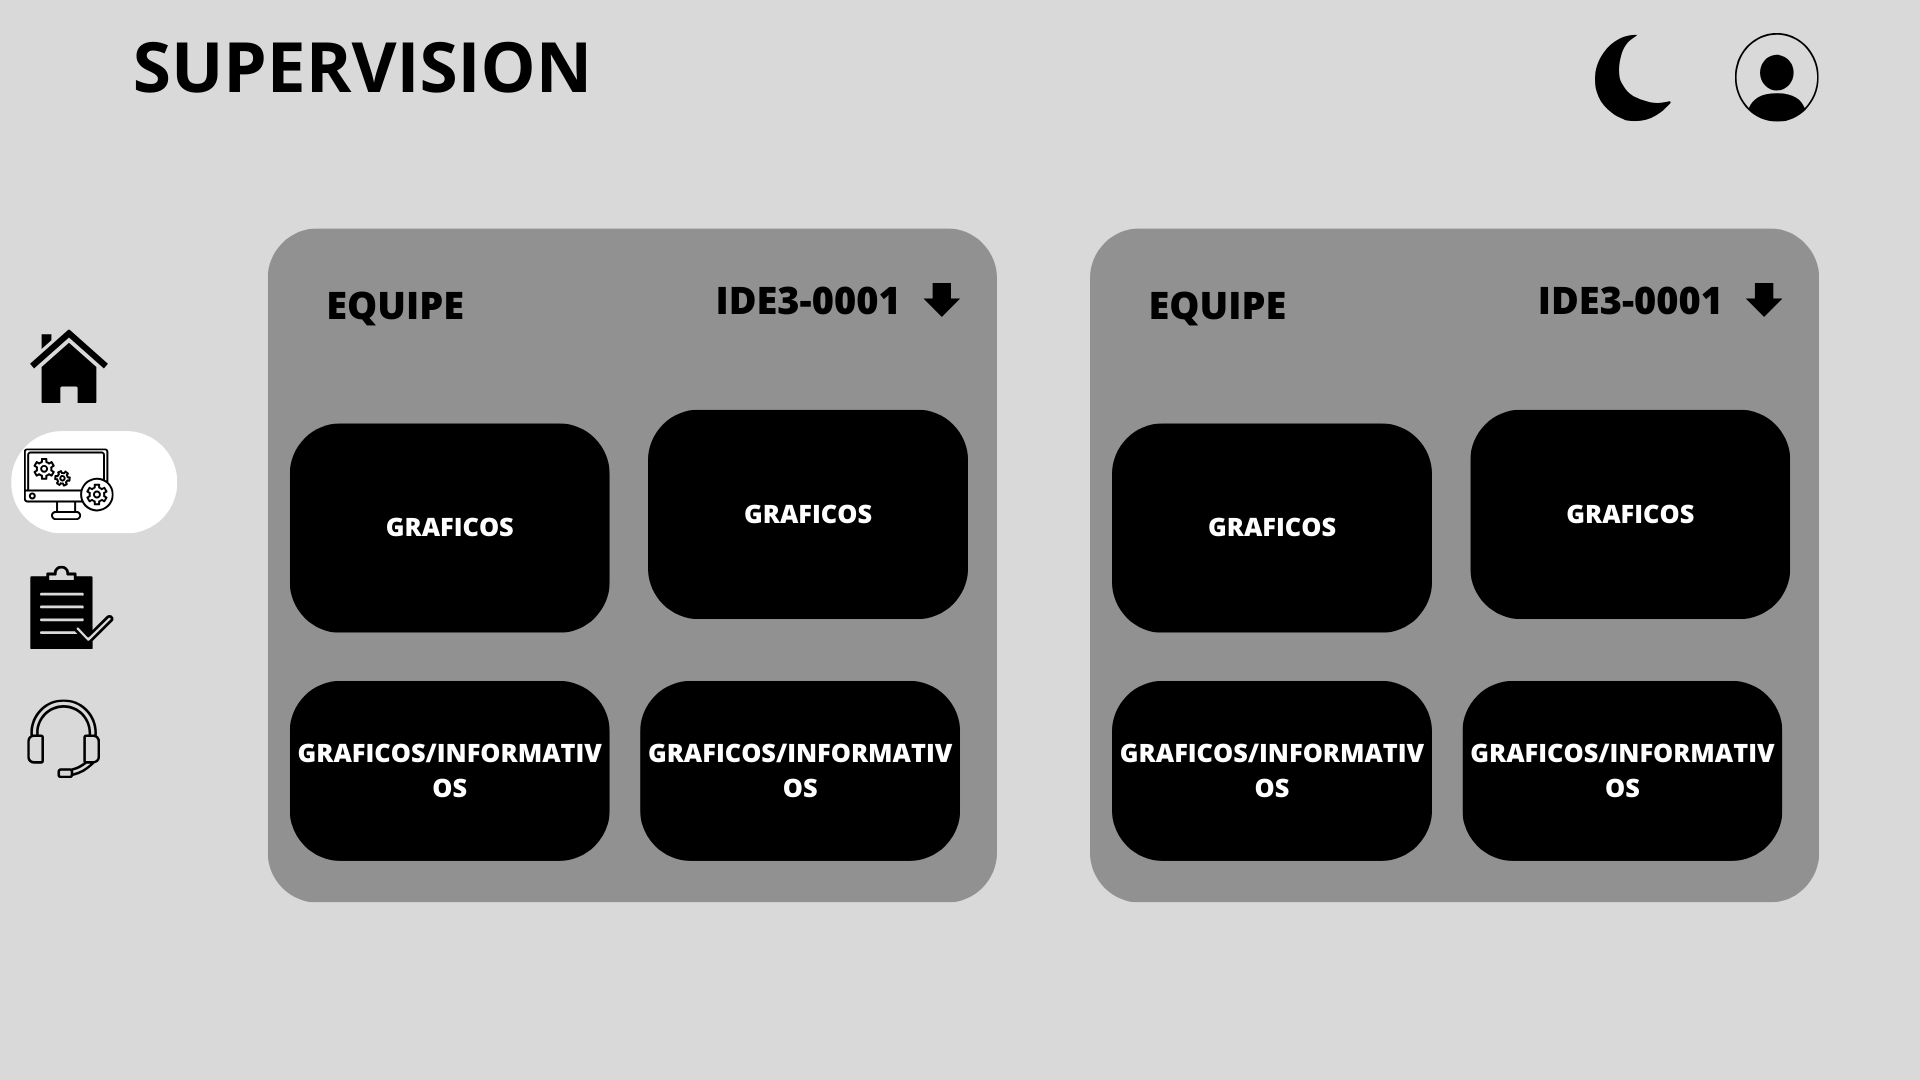 SUPERVISION
EQUIPE
IDE3-0001
GRAFICOS
GRAFICOS
GRAFICOS/INFORMATIV
OS
GRAFICOS/INFORMATIV
OS
EQUIPE
IDE3-0001
GRAFICOS
GRAFICOS
GRAFICOS/INFORMATIV
OS
GRAFICOS/INFORMATIV
OS